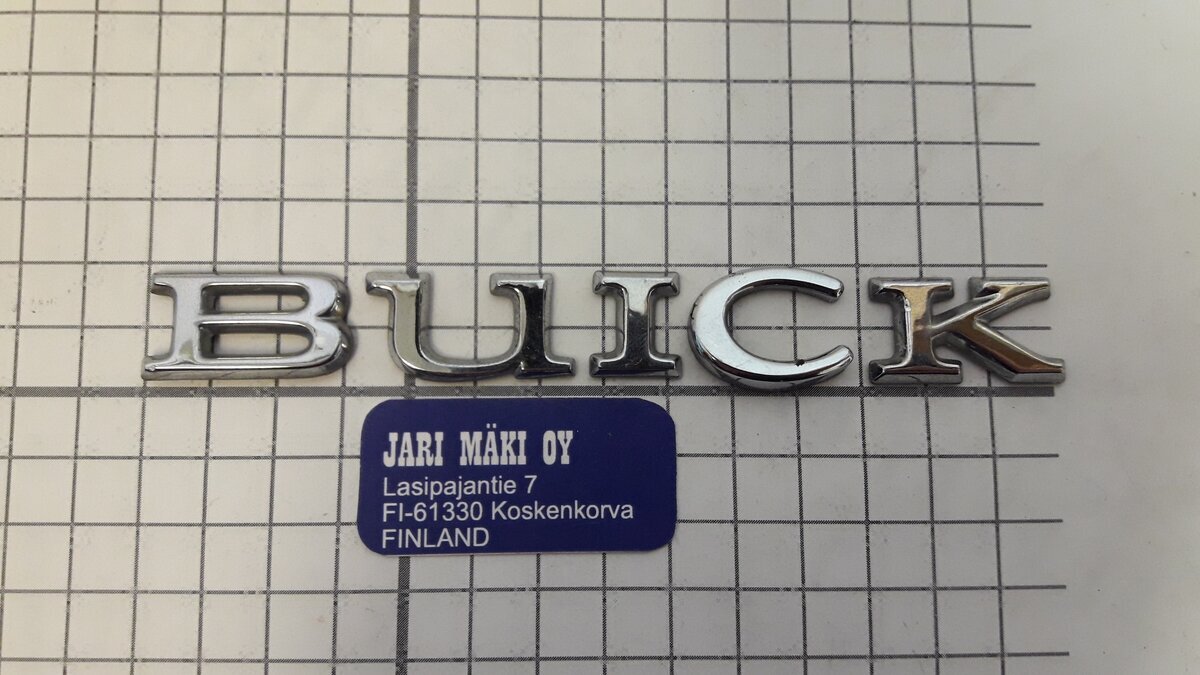 BUICK
JARI MÄKI OY
Lasipajantie 7
FI-61330 Koskenkorva
FINLAND